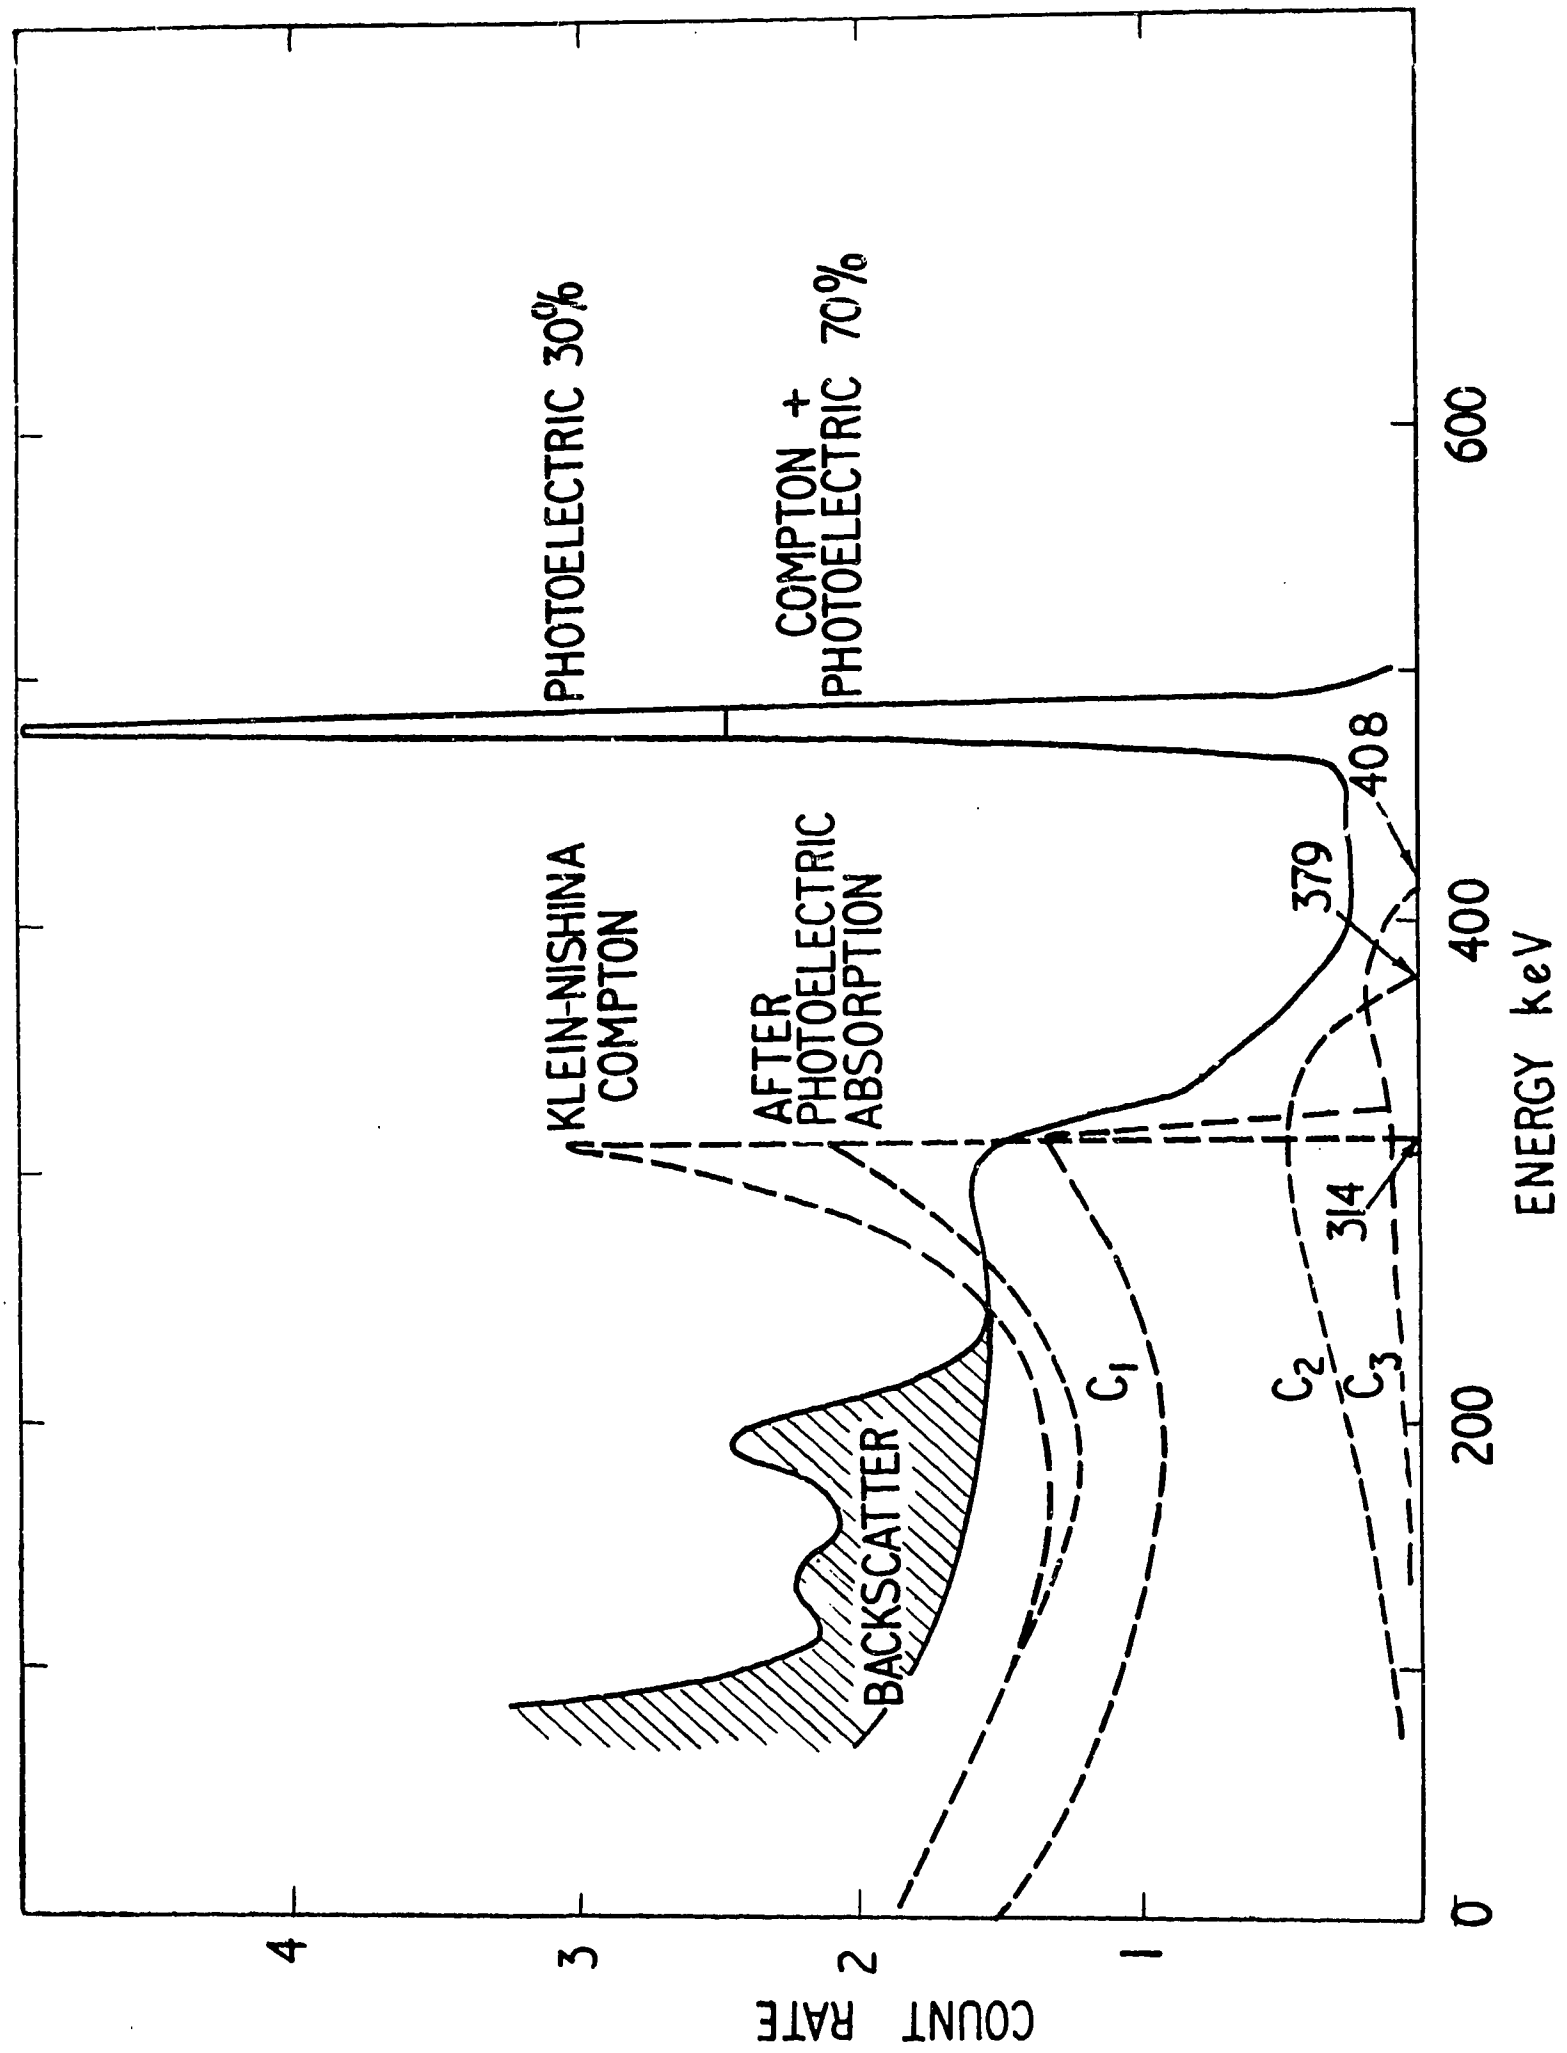 PHOTOELECTRIC 30%
COMPTON +
PHOTOELECTRIC 70%
KLEIN-NISHINA
COMPTON
AFTER
PHOTOELECTRIC
ABSORPTION
BACKSCATTER
C1
C2
C3
314
379
408
4
3
2
1
COUNT RATE
0
200
400
600
ENERGY keV